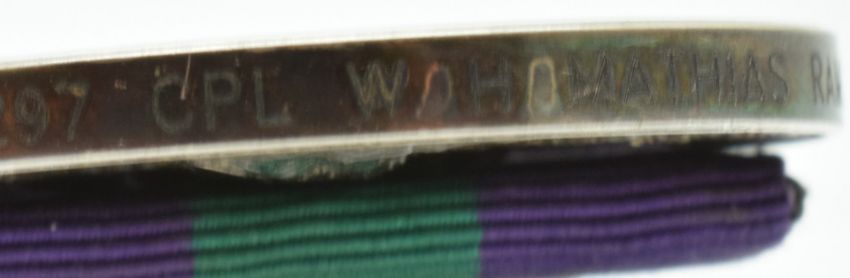 297 CPL W D H O MATHIAS RA